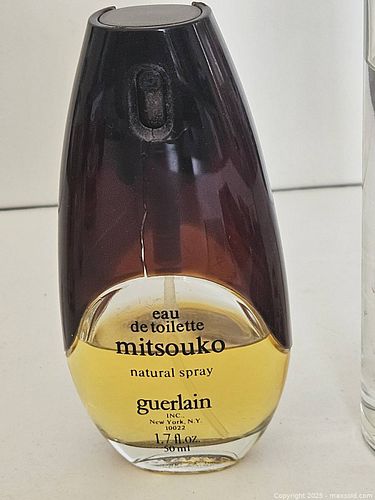 eau
de toilette
mitsouko
natural spray
guerlain
INC.,
New York, N.Y.
10022
1.7 fl.oz.
50 ml
Copyright 2025 - maxsold.com